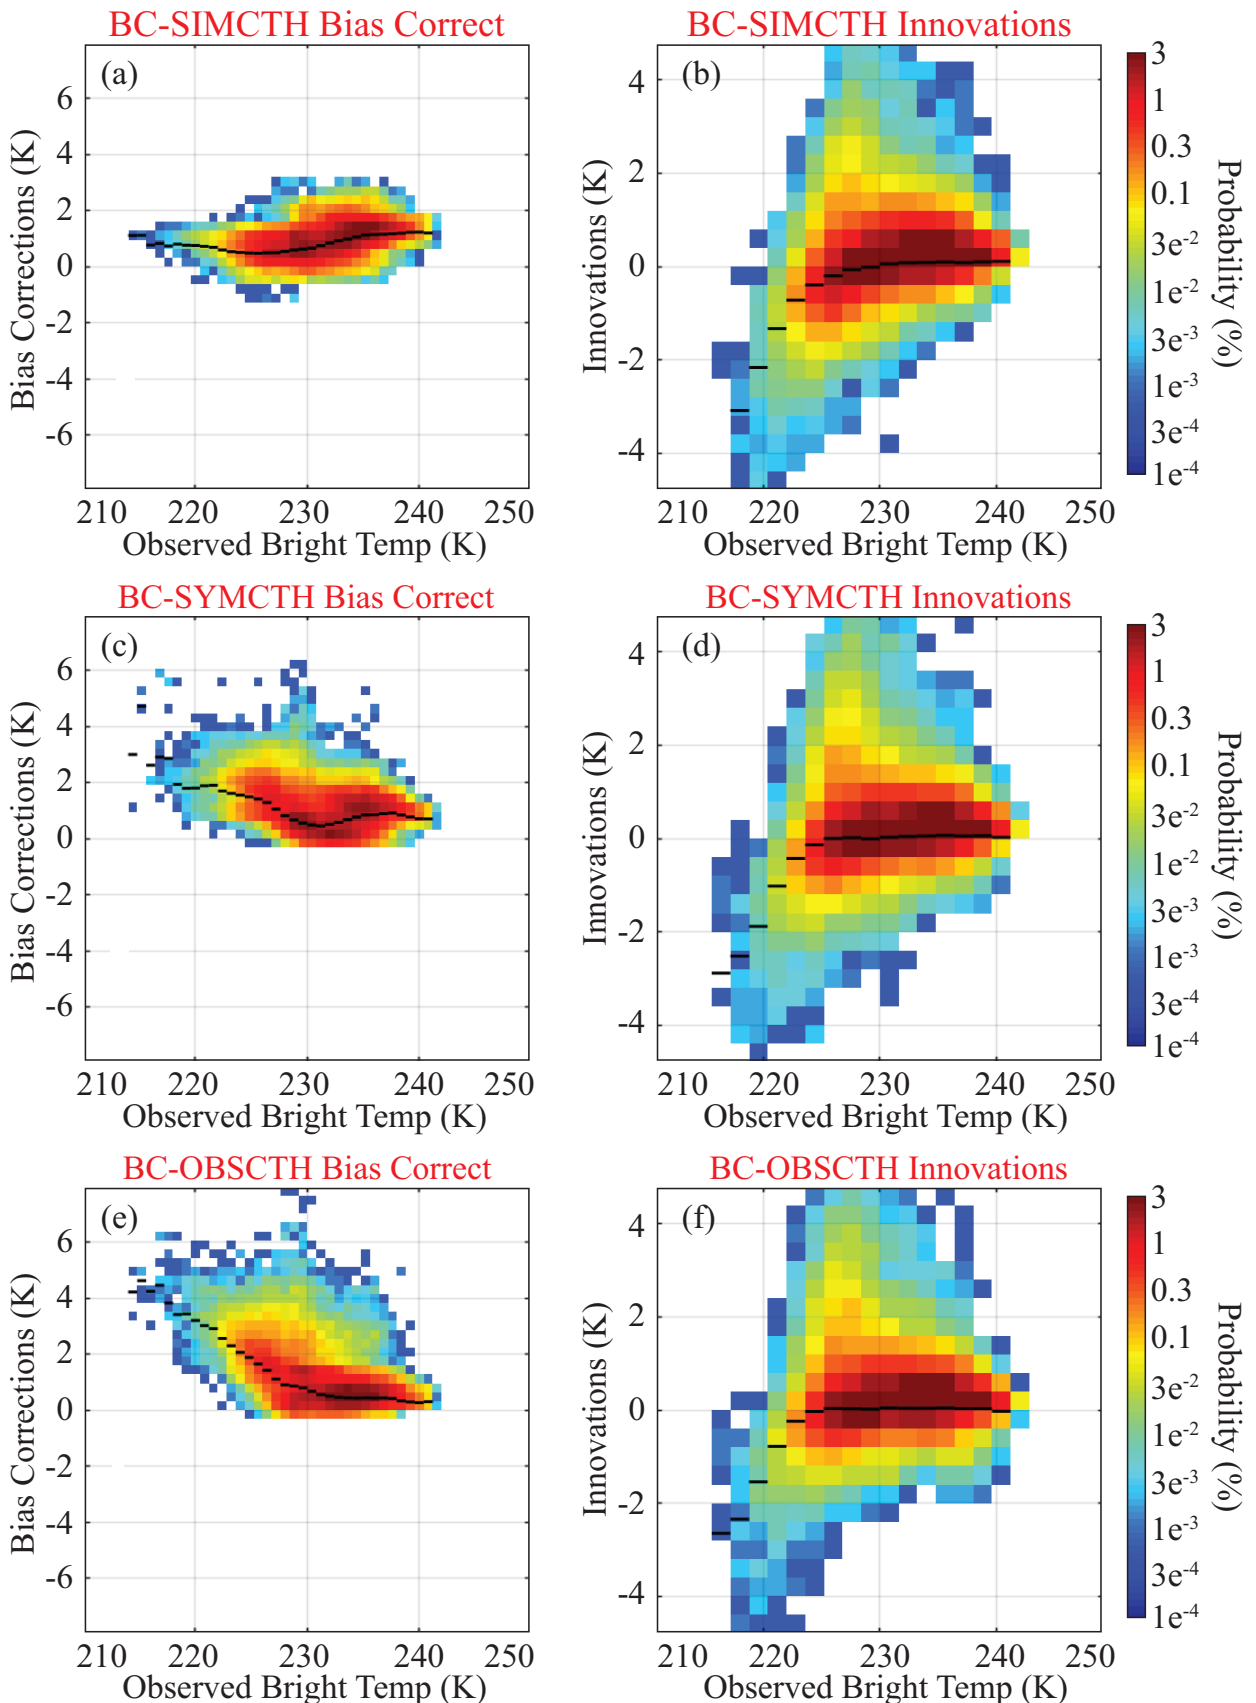 BC-SIMCTH Bias Correct
BC-SIMCTH Innovations
(a)
6
4
2
0
-2
-4
-6
Bias Corrections (K)
210 220 230 240 250
Observed Bright Temp (K)
(b)
4
2
0
-2
-4
Innovations (K)
210 220 230 240 250
Observed Bright Temp (K)
3
1
0.3
0.1
3e-2
1e-2
3e-3
1e-3
3e-4
1e-4
Probability (%)
BC-SYMCTH Bias Correct
BC-SYMCTH Innovations
(c)
6
4
2
0
-2
-4
-6
Bias Corrections (K)
210 220 230 240 250
Observed Bright Temp (K)
(d)
4
2
0
-2
-4
Innovations (K)
210 220 230 240 250
Observed Bright Temp (K)
3
1
0.3
0.1
3e-2
1e-2
3e-3
1e-3
3e-4
1e-4
Probability (%)
BC-OBSCTH Bias Correct
BC-OBSCTH Innovations
(e)
6
4
2
0
-2
-4
-6
Bias Corrections (K)
210 220 230 240 250
Observed Bright Temp (K)
(f)
4
2
0
-2
-4
Innovations (K)
210 220 230 240 250
Observed Bright Temp (K)
3
1
0.3
0.1
3e-2
1e-2
3e-3
1e-3
3e-4
1e-4
Probability (%)